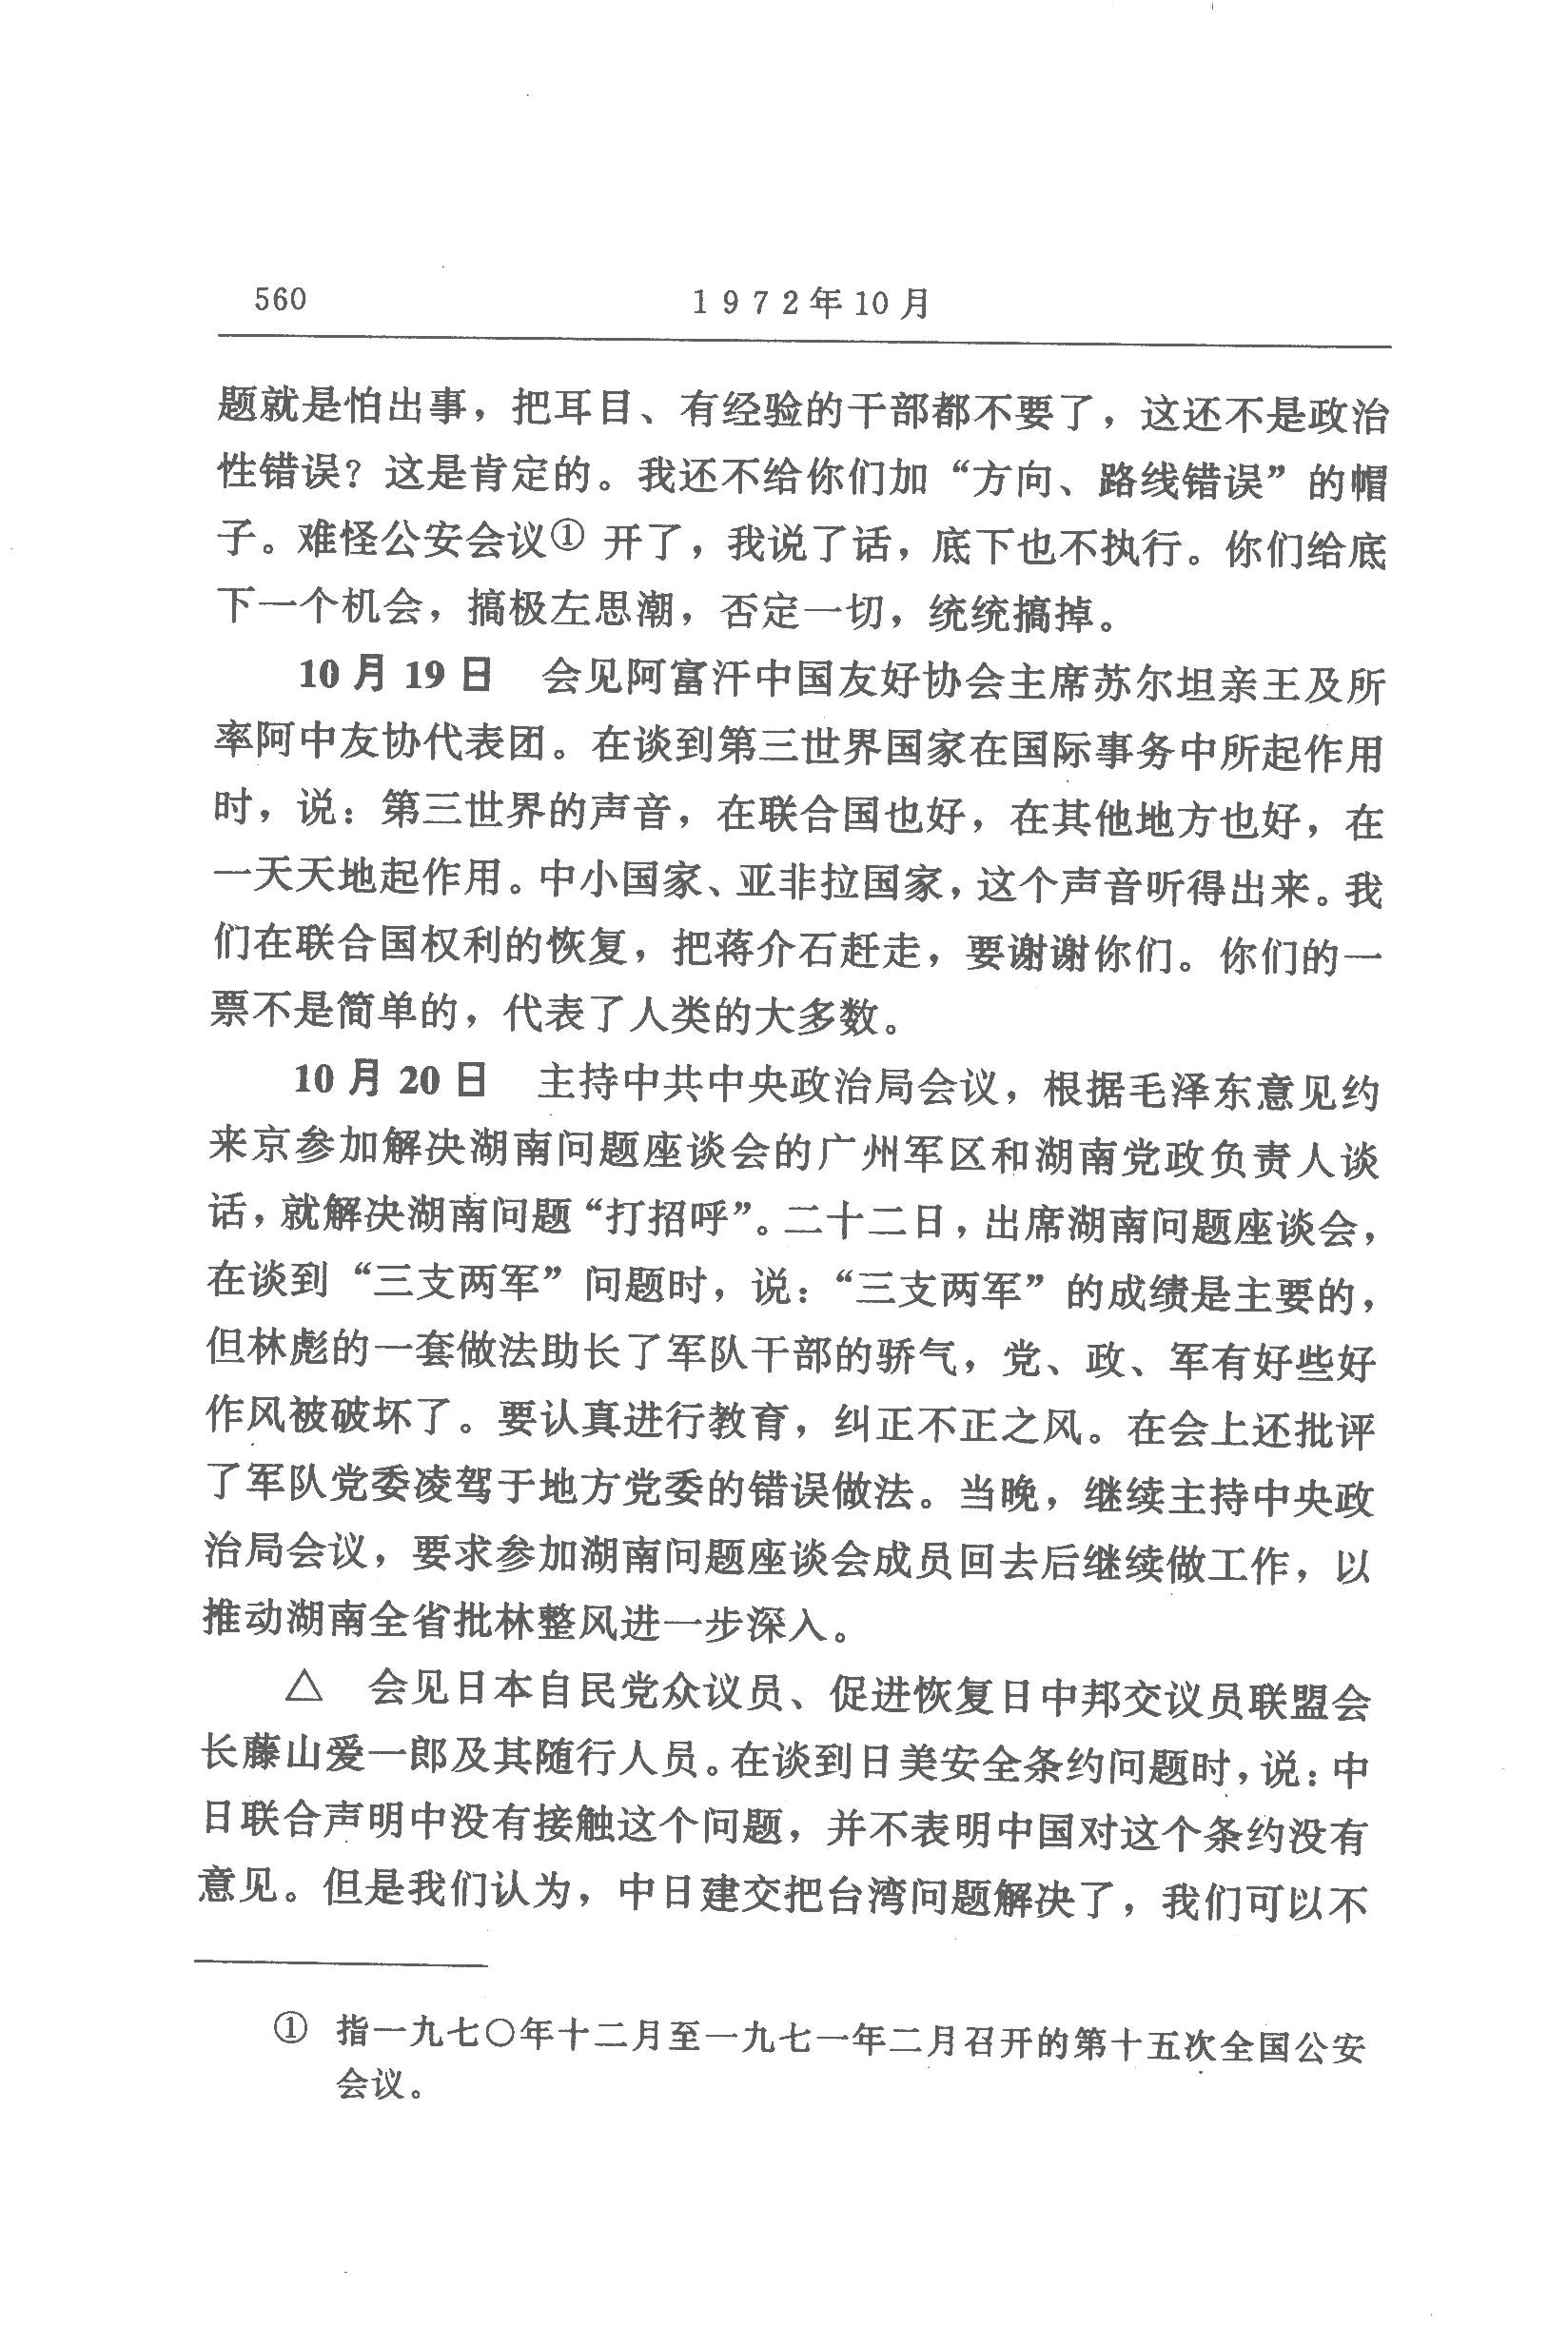 560
1972年10月
题就是怕出事，把耳目、有经验的干部都不要了，这还不是政治
性错误？这是肯定的。我还不给你们加“方向、路线错误”的帽
子。难怪公安会议① 开了，我说了话，底下也不执行。你们给底
下一个机会，搞极左思潮，否定一切，统统搞掉。
10月19日　会见阿富汗中国友好协会主席苏尔坦亲王及所
率阿中友协代表团。在谈到第三世界国家在国际事务中所起作用
时，说：第三世界的声音，在联合国也好，在其他地方也好，在
一天天地起作用。中小国家、亚非拉国家，这个声音听得出来。我
们在联合国权利的恢复，把蒋介石赶走，要谢谢你们。你们的一
票不是简单的，代表了人类的大多数。
10月20日　主持中共中央政治局会议，根据毛泽东意见约
来京参加解决湖南问题座谈会的广州军区和湖南党政负责人谈
话，就解决湖南问题“打招呼”。二十二日，出席湖南问题座谈会，
在谈到“三支两军”问题时，说：“三支两军”的成绩是主要的，
但林彪的一套做法助长了军队干部的骄气，党、政、军有好些好
作风被破坏了。要认真进行教育，纠正不正之风。在会上还批评
了军队党委凌驾于地方党委的错误做法。当晚，继续主持中央政
治局会议，要求参加湖南问题座谈会成员回去后继续做工作，以
推动湖南全省批林整风进一步深入。
△　会见日本自民党众议员、促进恢复日中邦交议员联盟会
长藤山爱一郎及其随行人员。在谈到日美安全条约问题时，说：中
日联合声明中没有接触这个问题，并不表明中国对这个条约没有
意见。但是我们认为，中日建交把台湾问题解决了，我们可以不
① 指一九七〇年十二月至一九七一年二月召开的第十五次全国公安
会议。